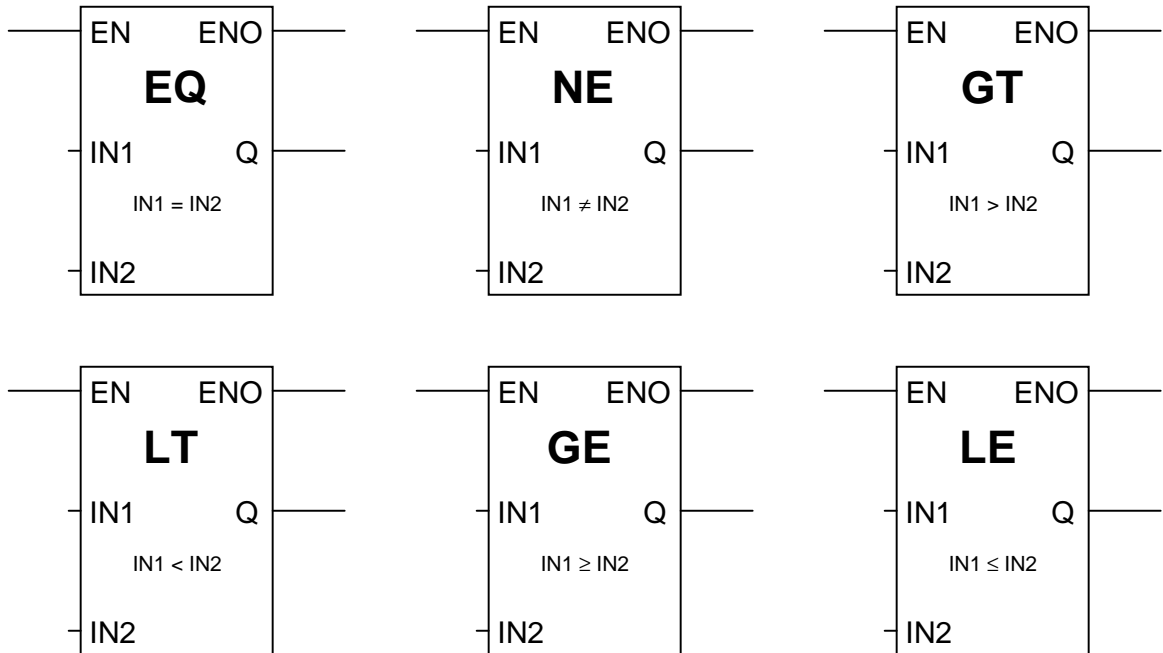 EN ENO EN ENO EN ENO
EQ NE GT
IN1 Q IN1 Q IN1 Q
IN1 = IN2 IN1 ≠ IN2 IN1 > IN2
IN2 IN2 IN2
EN ENO EN ENO EN ENO
LT GE LE
IN1 Q IN1 Q IN1 Q
IN1 < IN2 IN1 ≥ IN2 IN1 ≤ IN2
IN2 IN2 IN2